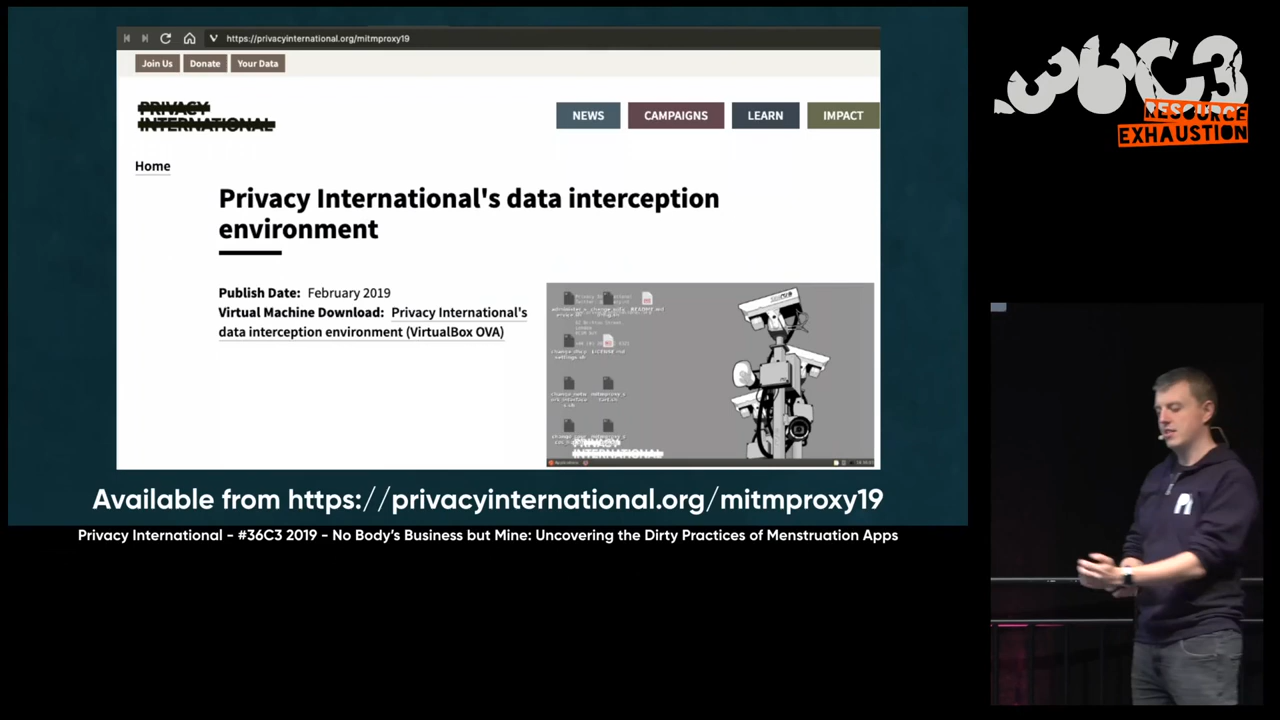 https://privacyinternational.org/mitmproxy19
Join Us
Donate
Your Data
PRIVACY
INTERNATIONAL
NEWS
CAMPAIGNS
LEARN
IMPACT
Home
Privacy International's data interception
environment
Publish Date: February 2019
Virtual Machine Download: Privacy International's
data interception environment (VirtualBox OVA)
PRIVACY
INTERNATIONAL
Available from https://privacyinternational.org/mitmproxy19
Privacy International - #36C3 2019 - No Body's Business but Mine: Uncovering the Dirty Practices of Menstruation Apps
36C3
RESOURCE
EXHAUSTION